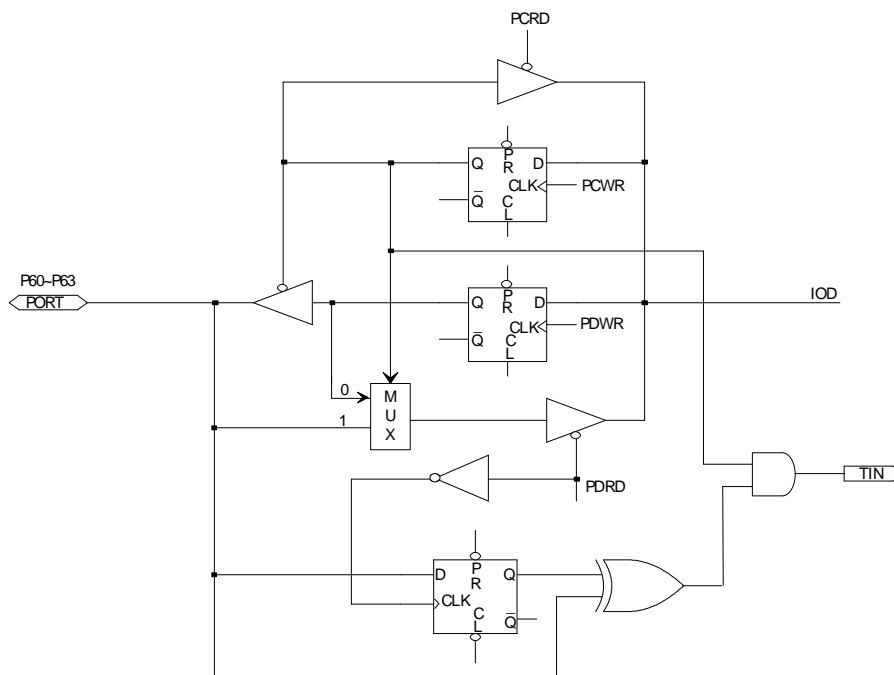 PCRD
P
R
Q D
CLK PCWR
Q
C
L
P60~P63
PORT
P
R
Q D
IOD
CLK PDWR
Q
C
L
0
M
U
X
1
TIN
PDRD
P
R
D Q
CLK
C
L
Q